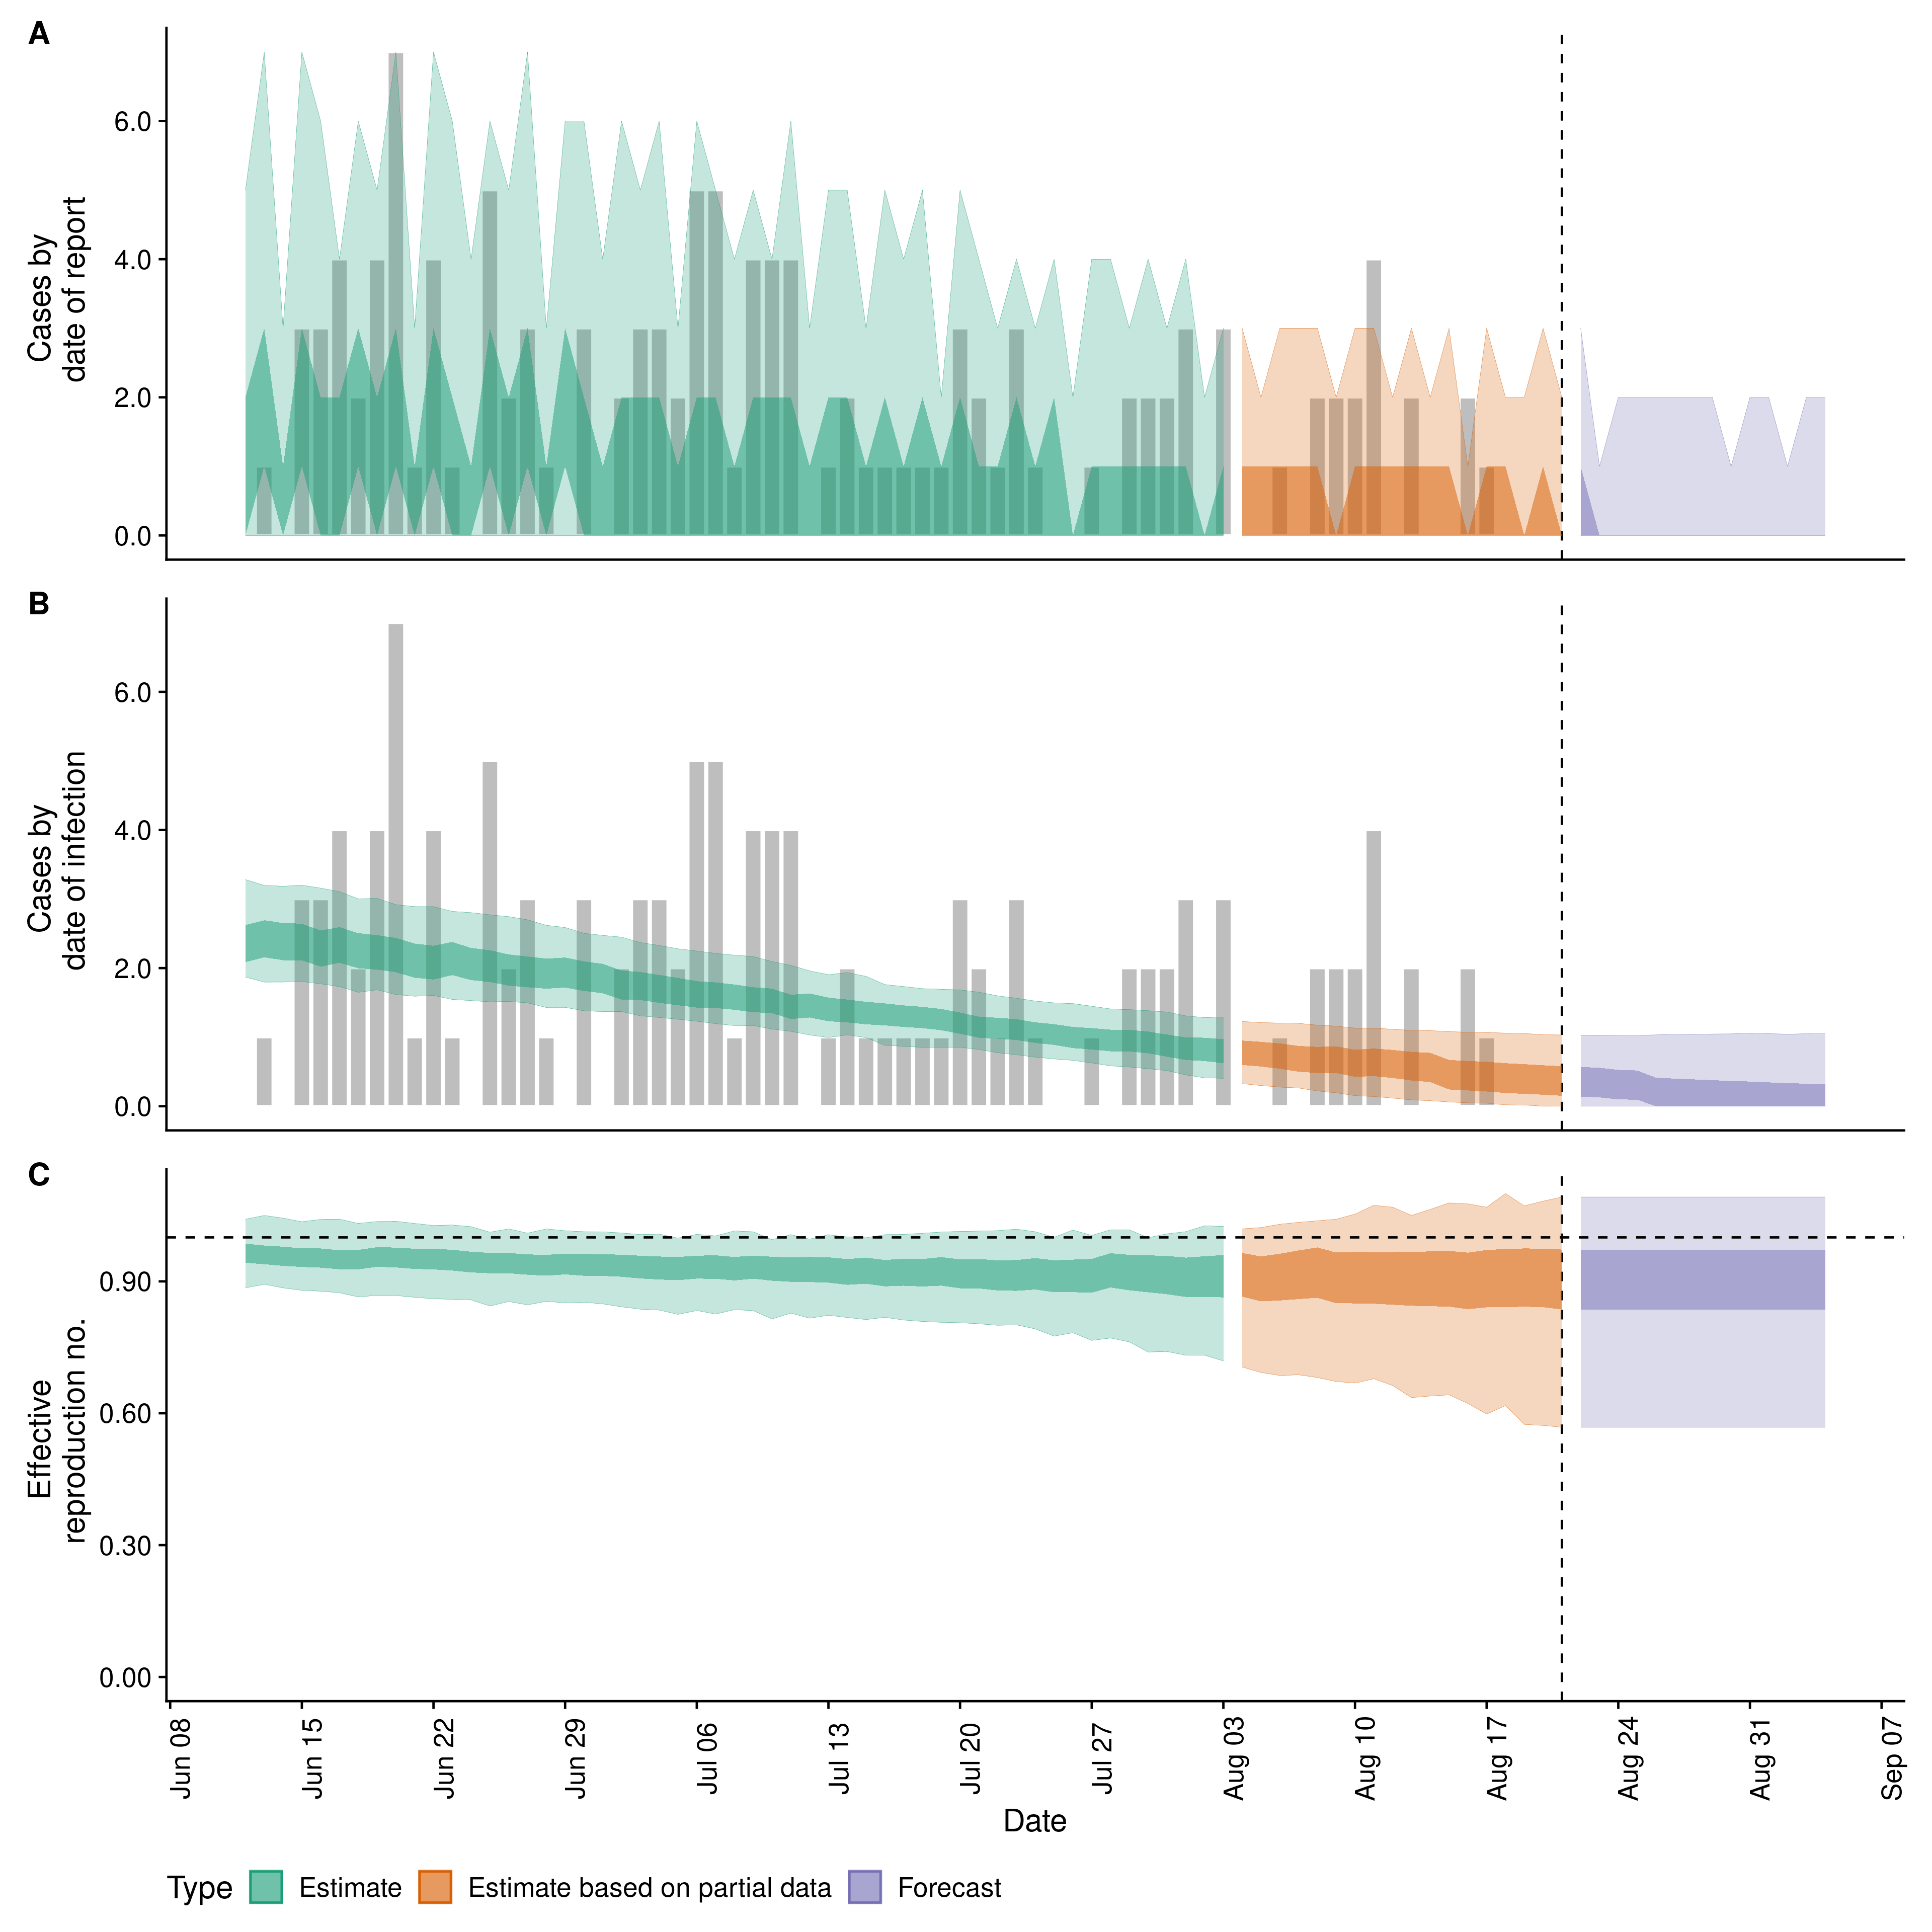 A
Cases by
date of report
6.0
4.0
2.0
0.0
B
Cases by
date of infection
6.0
4.0
2.0
0.0
C
Effective
reproduction no.
0.90
0.60
0.30
0.00
Jun 08
Jun 15
Jun 22
Jun 29
Jul 06
Jul 13
Jul 20
Jul 27
Aug 03
Aug 10
Aug 17
Aug 24
Aug 31
Sep 07
Date
Type Estimate Estimate based on partial data Forecast